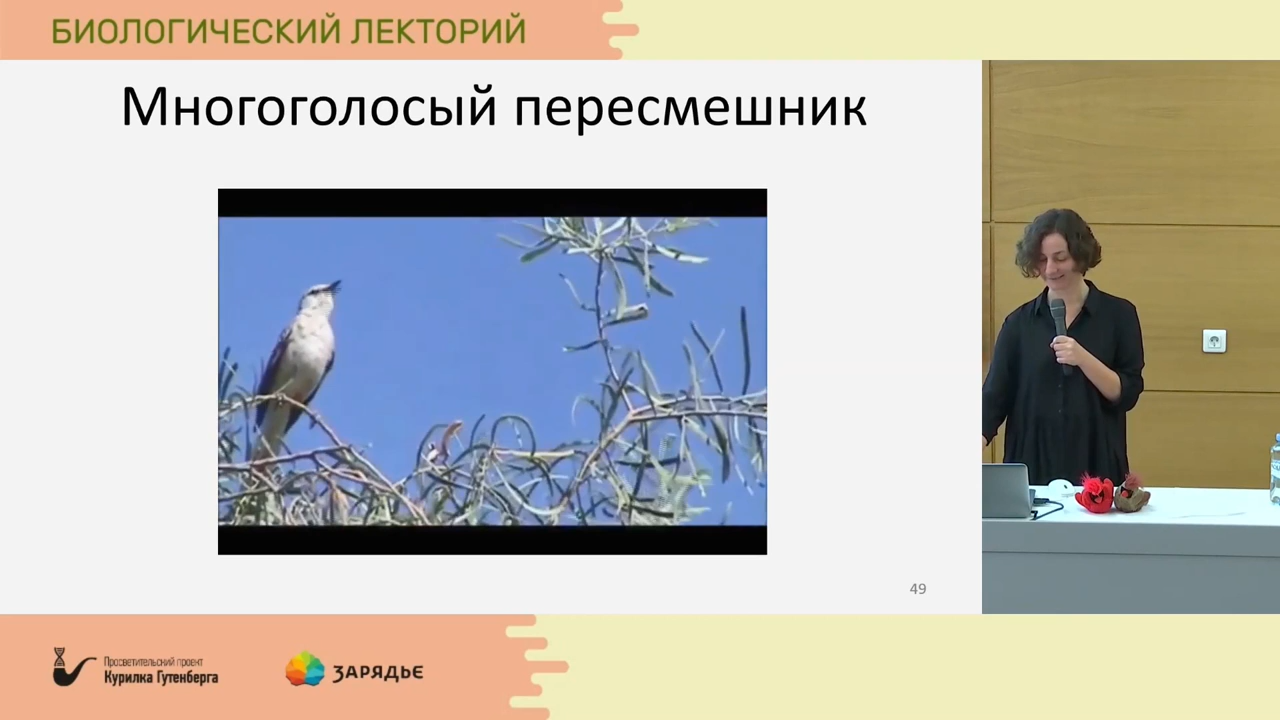 БИОЛОГИЧЕСКИЙ ЛЕКТОРИЙ
Многоголосый пересмешник
49
Просветительский проект
Курилка Гутенберга
ЗАРЯДЬЕ